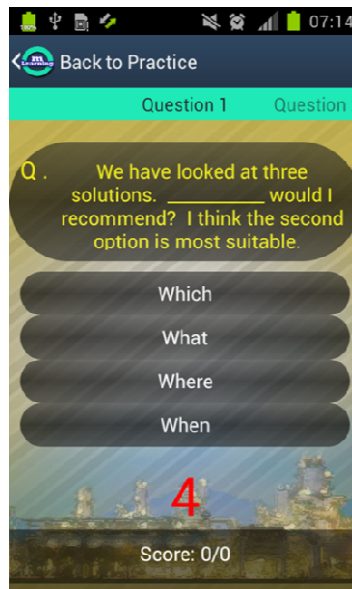 07:14
m
Learning
Back to Practice
Question 1 Question
Q . We have looked at three
solutions. __________ would I
recommend? I think the second
option is most suitable.
Which
What
Where
When
4
Score: 0/0